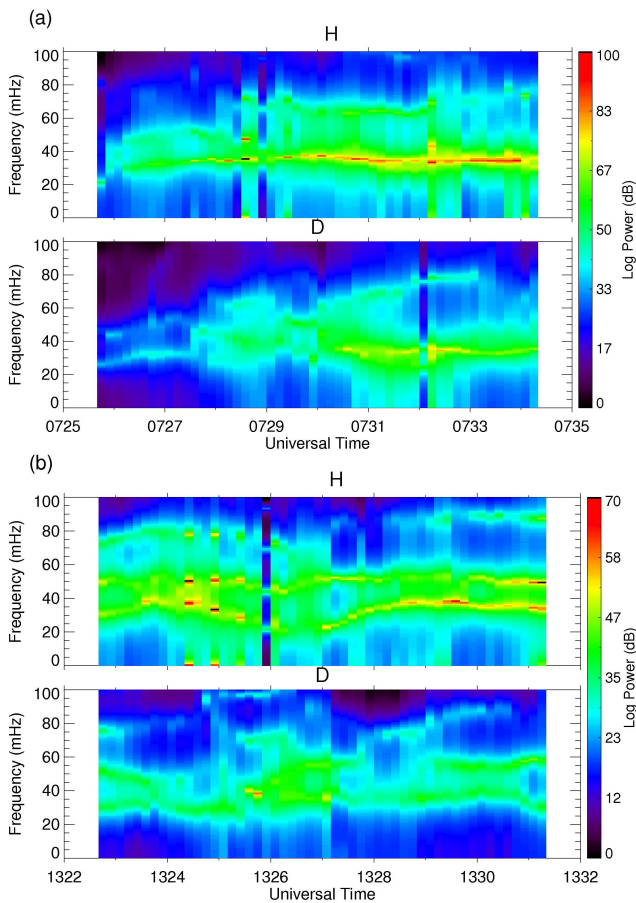 (a)
H
100
80
60
40
20
0
Frequency (mHz)
D
100
80
60
40
20
0
Frequency (mHz)
0725 0727 0729 0731 0733 0735
Universal Time
100
83
67
50
33
17
0
Log Power (dB)
(b)
H
100
80
60
40
20
0
Frequency (mHz)
D
100
80
60
40
20
0
Frequency (mHz)
1322 1324 1326 1328 1330 1332
Universal Time
70
58
47
35
23
12
0
Log Power (dB)